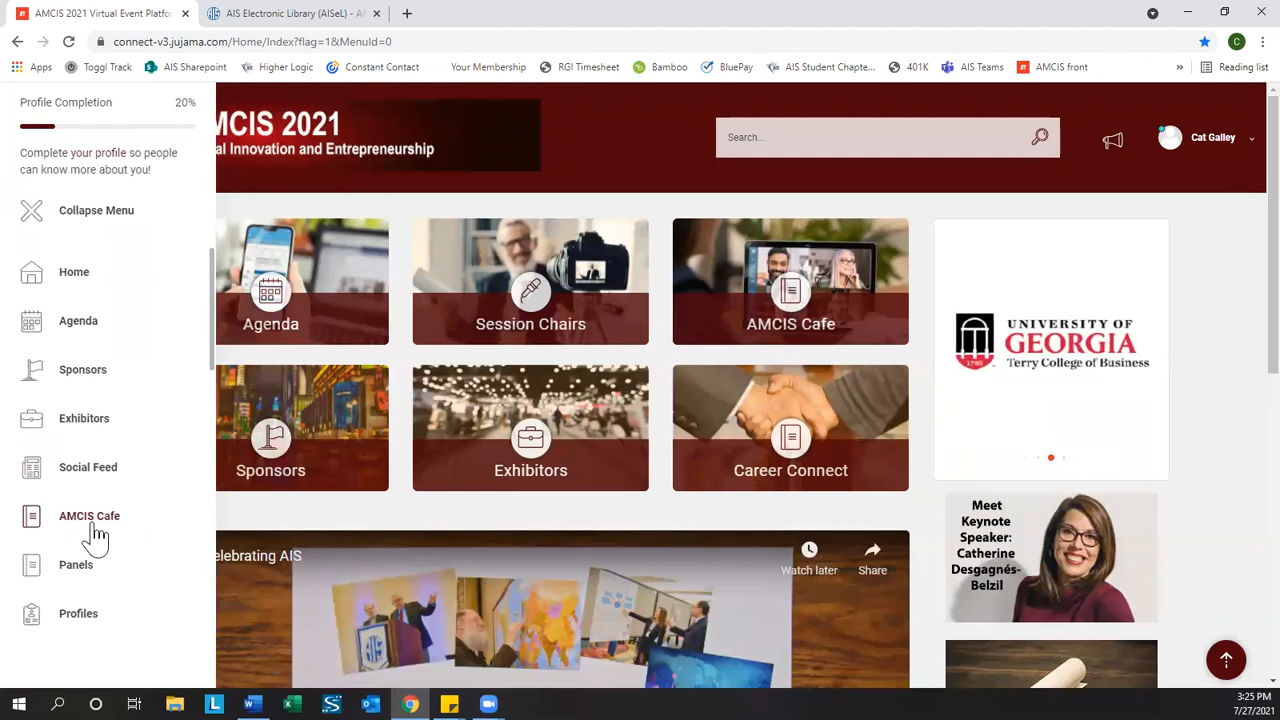 AMCIS 2021 Virtual Event Platfo
AIS Electronic Library (AISeL) - A
connect-v3.jujama.com/Home/Index?flag=1&MenuId=0
C
Apps
Toggl Track
AIS Sharepoint
Higher Logic
Constant Contact
Your Membership
RGI Timesheet
Bamboo
BluePay
AIS Student Chapte...
401K
AIS Teams
AMCIS front
»
Reading list
Profile Completion 20%
Complete your profile so people
can know more about you!
Collapse Menu
Home
Agenda
Sponsors
Exhibitors
Social Feed
AMCIS Cafe
Panels
Profiles
MCIS 2021
al Innovation and Entrepreneurship
Search...
Cat Galley
Agenda
Session Chairs
AMCIS Cafe
Sponsors
Exhibitors
Career Connect
1785
UNIVERSITY OF
GEORGIA
Terry College of Business
Meet
Keynote
Speaker:
Catherine
Desgagnés-
Belzil
elebrating AIS
Watch later
Share
3:25 PM
7/27/2021